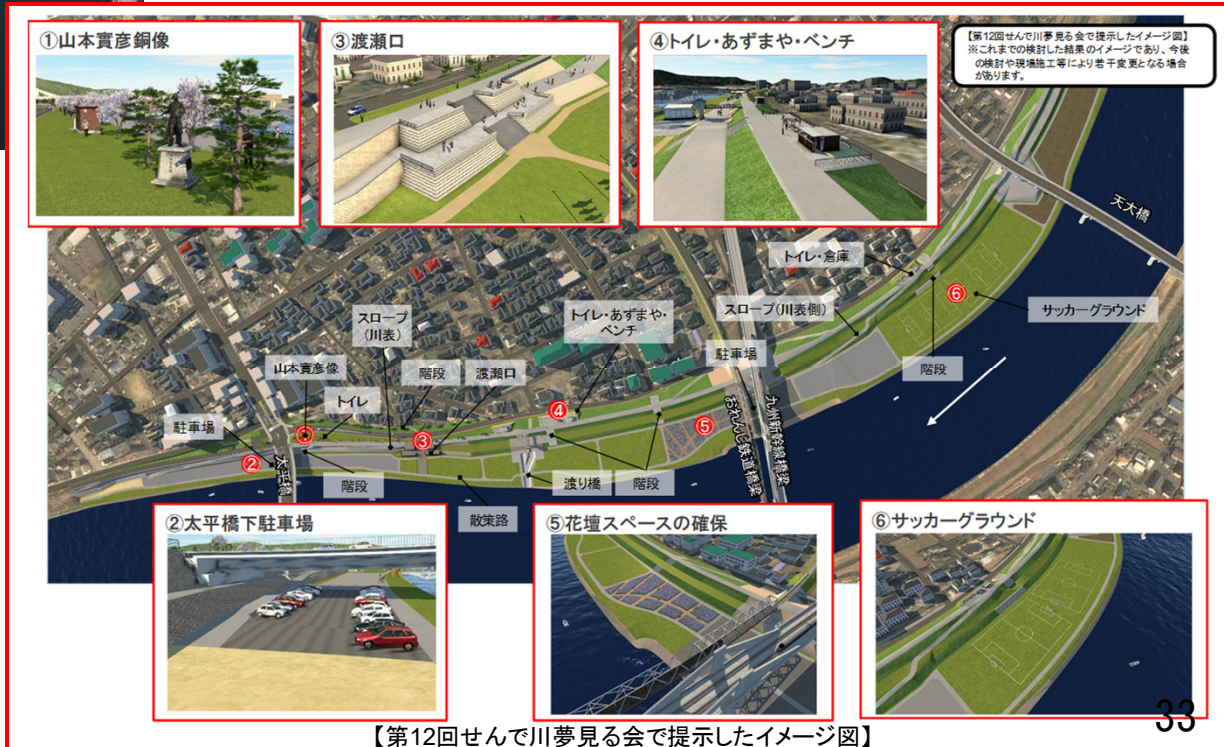 ①山本實彦銅像
③渡瀬口
④トイレ・あずまや・ベンチ
【第12回せんで川夢見る会で提示したイメージ図】
※これまでの検討した結果のイメージであり、今後
の検討や現場施工等により若干変更となる場合
があります。
天大橋
トイレ・倉庫
⑥
サッカーグラウンド
スロープ(川表側)
階段
トイレ・あずまや・
ベンチ
駐車場
スロープ
(川表)
山本實彦像
トイレ
階段
渡瀬口
④
⑤
③
駐車場
②
太平橋
階段
散策路
渡り橋
階段
おれんじ鉄道橋梁
九州新幹線橋梁
②太平橋下駐車場
⑤花壇スペースの確保
⑥サッカーグラウンド
【第12回せんで川夢見る会で提示したイメージ図】
33